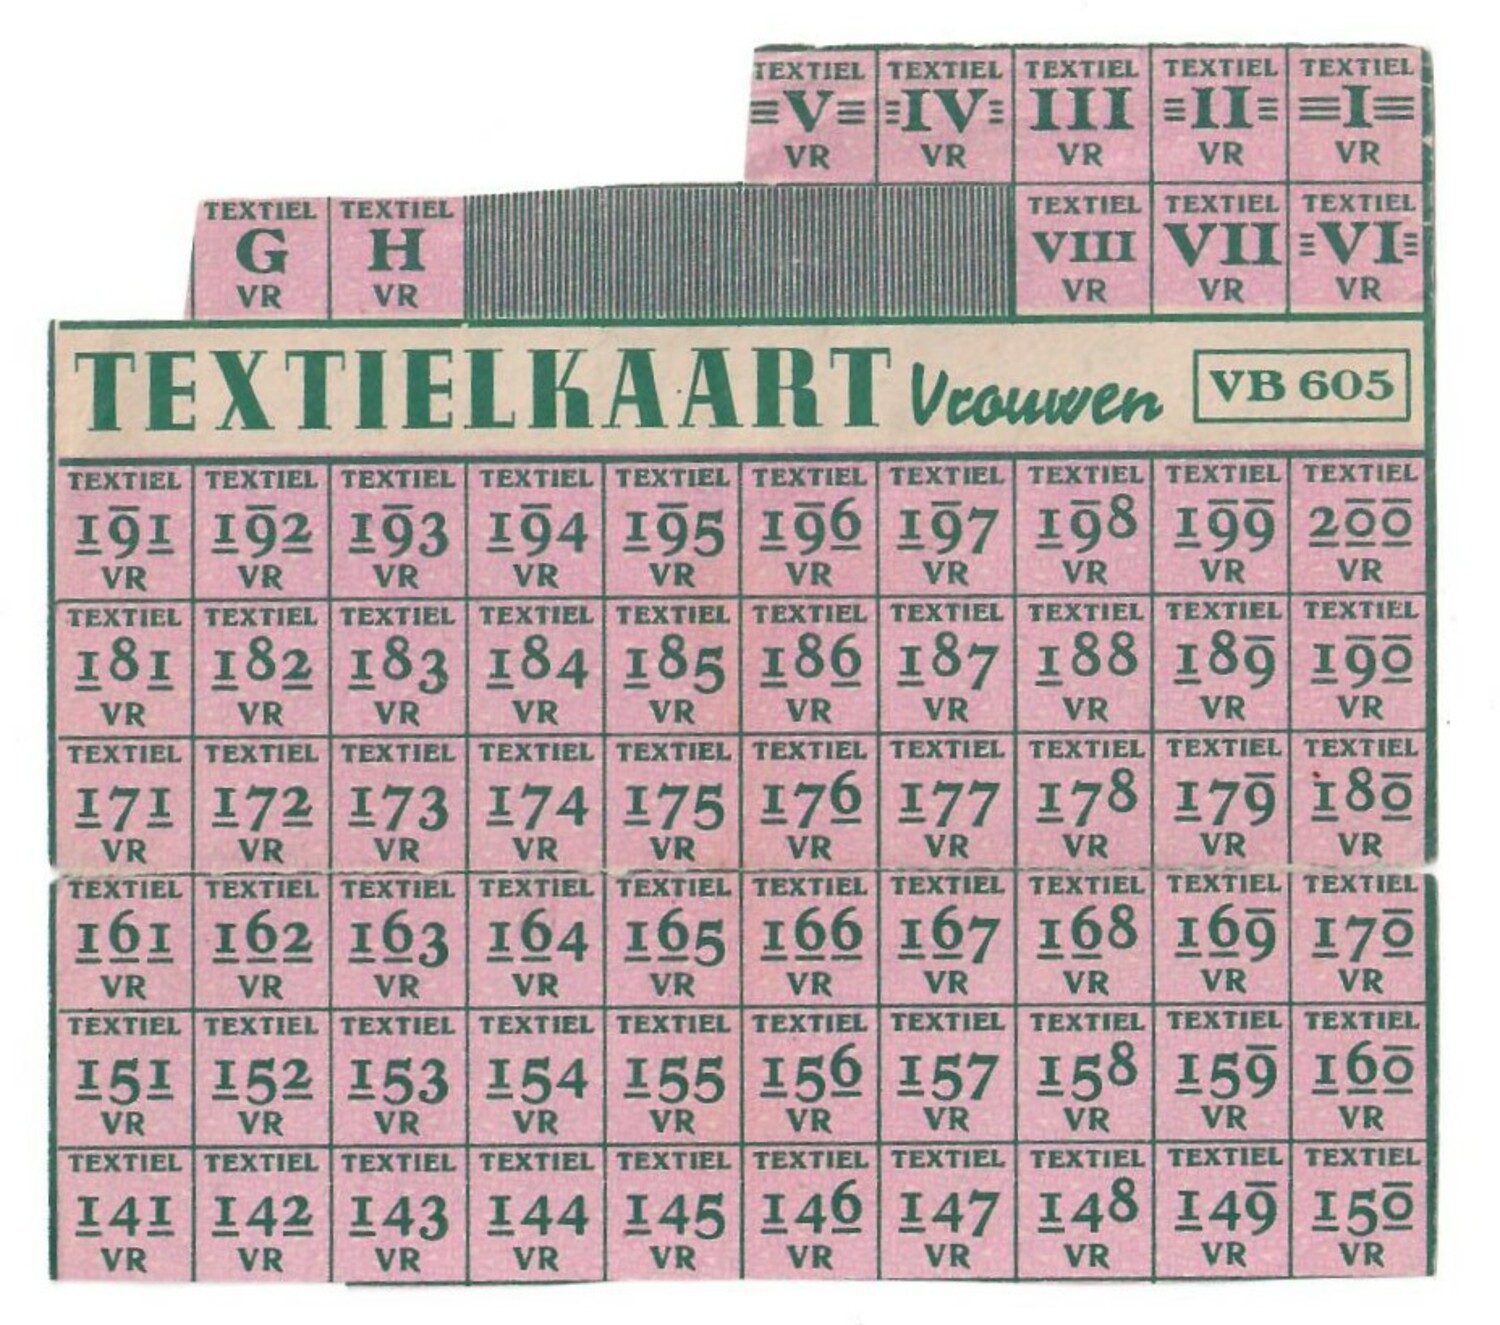 TEXTIEL TEXTIEL TEXTIEL TEXTIEL TEXTIEL
V IV III II I
VR VR VR VR VR
TEXTIEL TEXTIEL TEXTIEL TEXTIEL TEXTIEL
G H VIII VII VI
VR VR VR VR VR
TEXTIELKAART Vrouwen VB 605
TEXTIEL TEXTIEL TEXTIEL TEXTIEL TEXTIEL TEXTIEL TEXTIEL TEXTIEL TEXTIEL TEXTIEL
191 192 193 194 195 196 197 198 199 200
VR VR VR VR VR VR VR VR VR VR
TEXTIEL TEXTIEL TEXTIEL TEXTIEL TEXTIEL TEXTIEL TEXTIEL TEXTIEL TEXTIEL TEXTIEL
181 182 183 184 185 186 187 188 189 190
VR VR VR VR VR VR VR VR VR VR
TEXTIEL TEXTIEL TEXTIEL TEXTIEL TEXTIEL TEXTIEL TEXTIEL TEXTIEL TEXTIEL TEXTIEL
171 172 173 174 175 176 177 178 179 180
VR VR VR VR VR VR VR VR VR VR
TEXTIEL TEXTIEL TEXTIEL TEXTIEL TEXTIEL TEXTIEL TEXTIEL TEXTIEL TEXTIEL TEXTIEL
161 162 163 164 165 166 167 168 169 170
VR VR VR VR VR VR VR VR VR VR
TEXTIEL TEXTIEL TEXTIEL TEXTIEL TEXTIEL TEXTIEL TEXTIEL TEXTIEL TEXTIEL TEXTIEL
151 152 153 154 155 156 157 158 159 160
VR VR VR VR VR VR VR VR VR VR
TEXTIEL TEXTIEL TEXTIEL TEXTIEL TEXTIEL TEXTIEL TEXTIEL TEXTIEL TEXTIEL TEXTIEL
141 142 143 144 145 146 147 148 149 150
VR VR VR VR VR VR VR VR VR VR